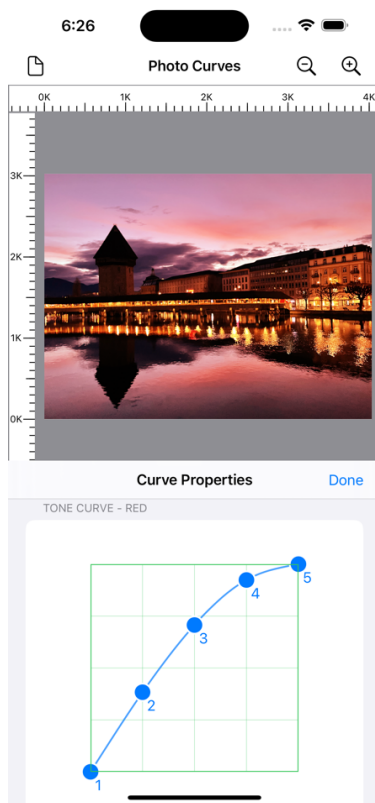 6:26
Photo Curves
0K 1K 2K 3K 4K
3K
2K
1K
0K
Curve Properties Done
TONE CURVE - RED
5
4
3
2
1